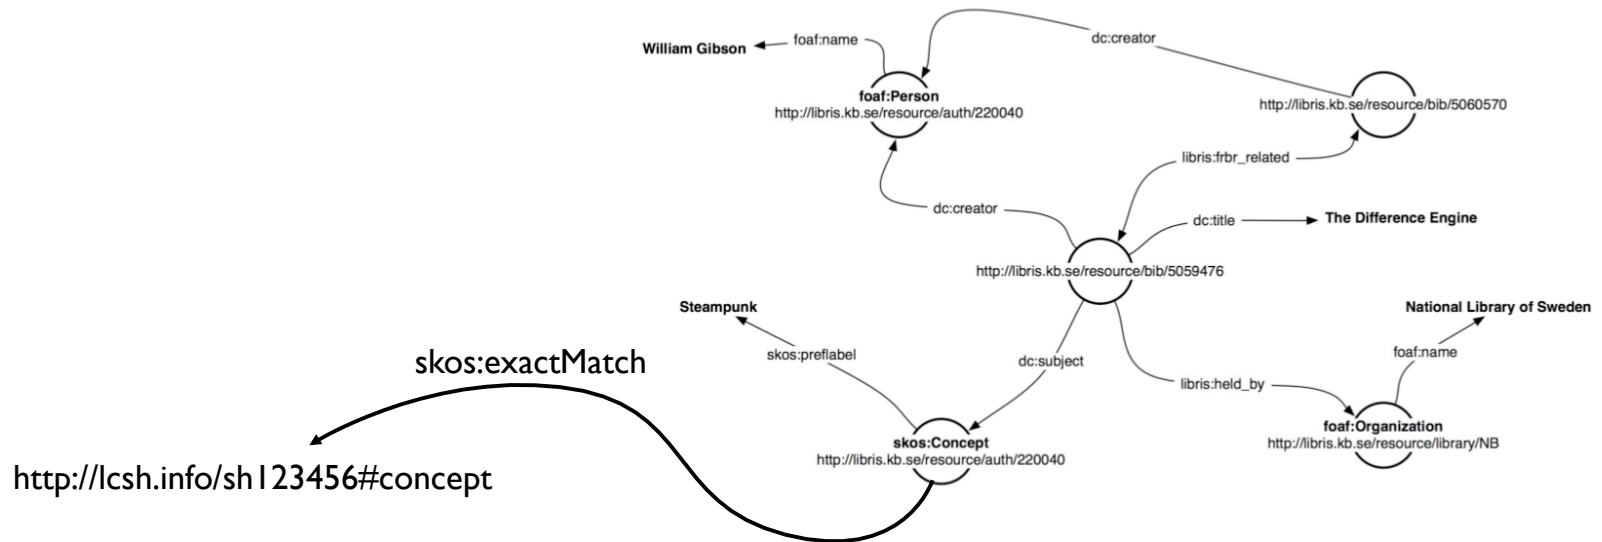 William Gibson
foaf:name
dc:creator
foaf:Person
http://libris.kb.se/resource/auth/220040
http://libris.kb.se/resource/bib/5060570
libris:frbr_related
dc:creator
dc:title
The Difference Engine
http://libris.kb.se/resource/bib/5059476
Steampunk
National Library of Sweden
skos:preflabel
skos:exactMatch
dc:subject
foaf:name
libris:held_by
skos:Concept
http://libris.kb.se/resource/auth/220040
foaf:Organization
http://libris.kb.se/resource/library/NB
http://lcsh.info/sh123456#concept